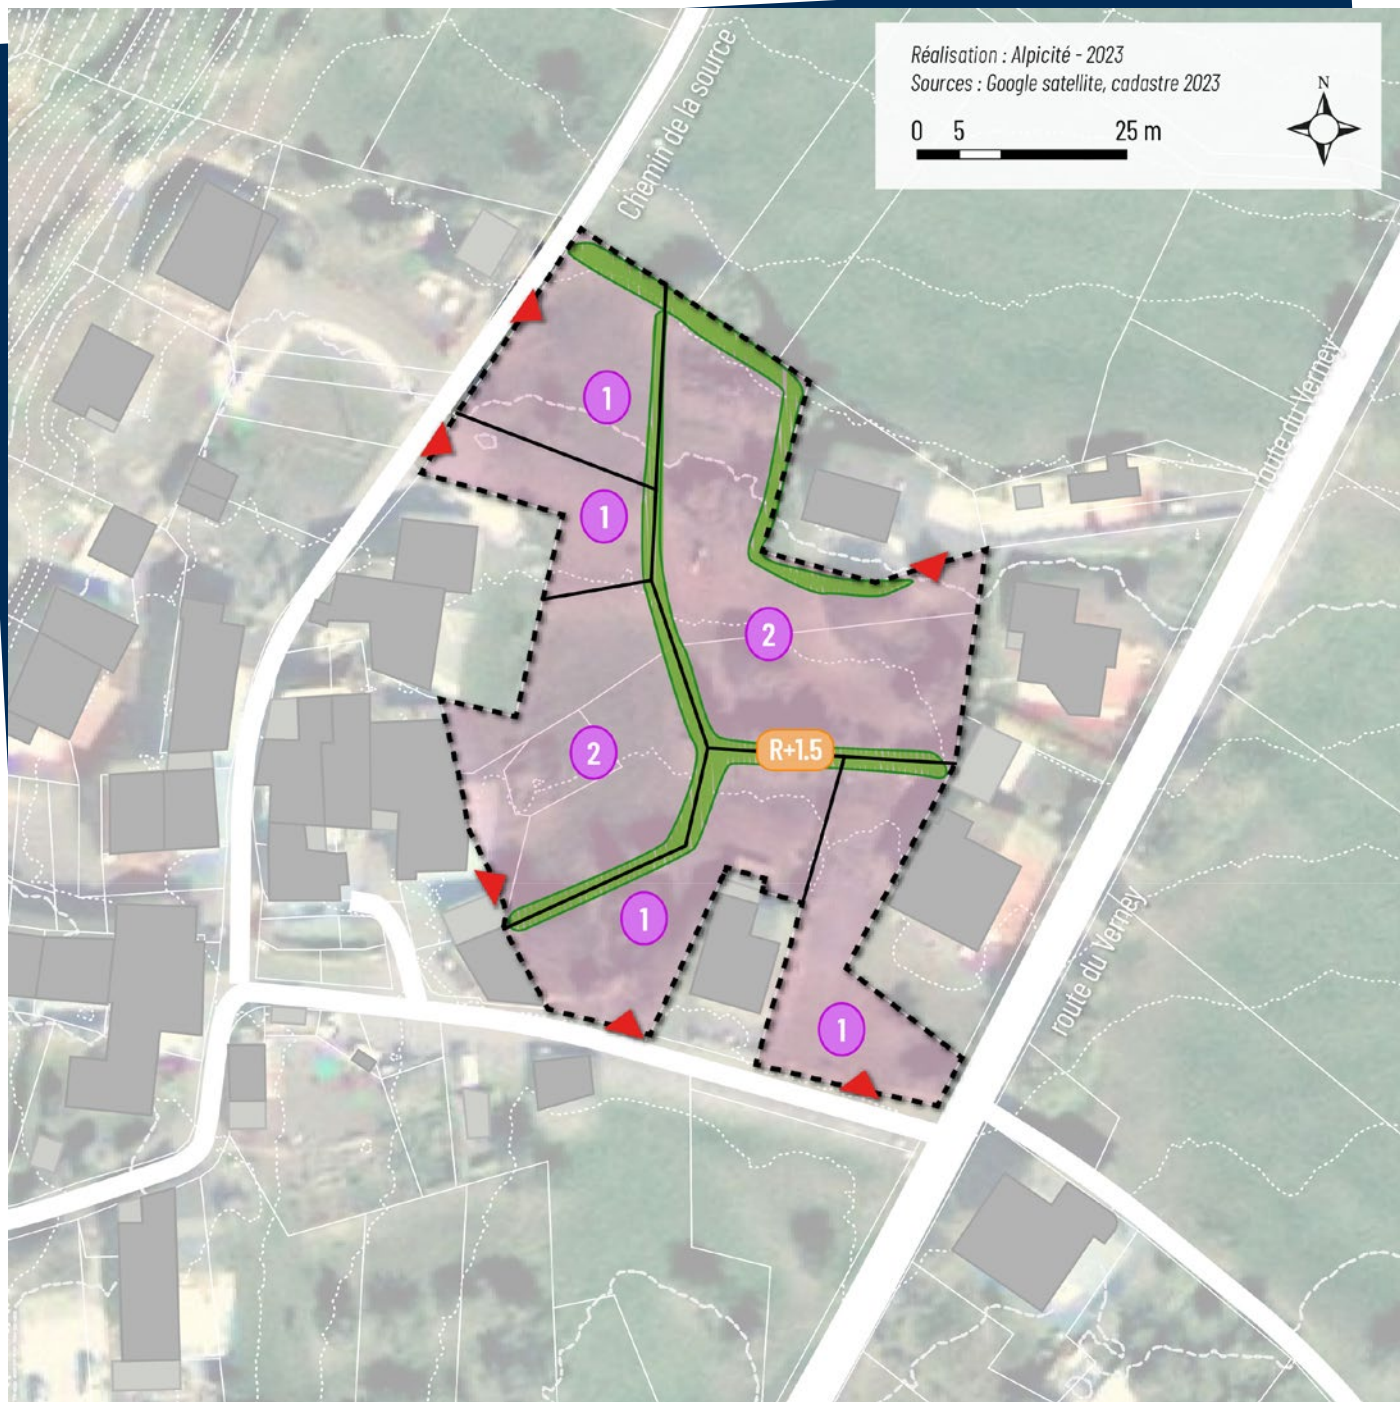 Réalisation : Alpicité - 2023
Sources : Google satellite, cadastre 2023
N
0 5 25 m
Chemin de la source
route du Verney
1
1
2
2
R+1.5
1
route du Verney
1